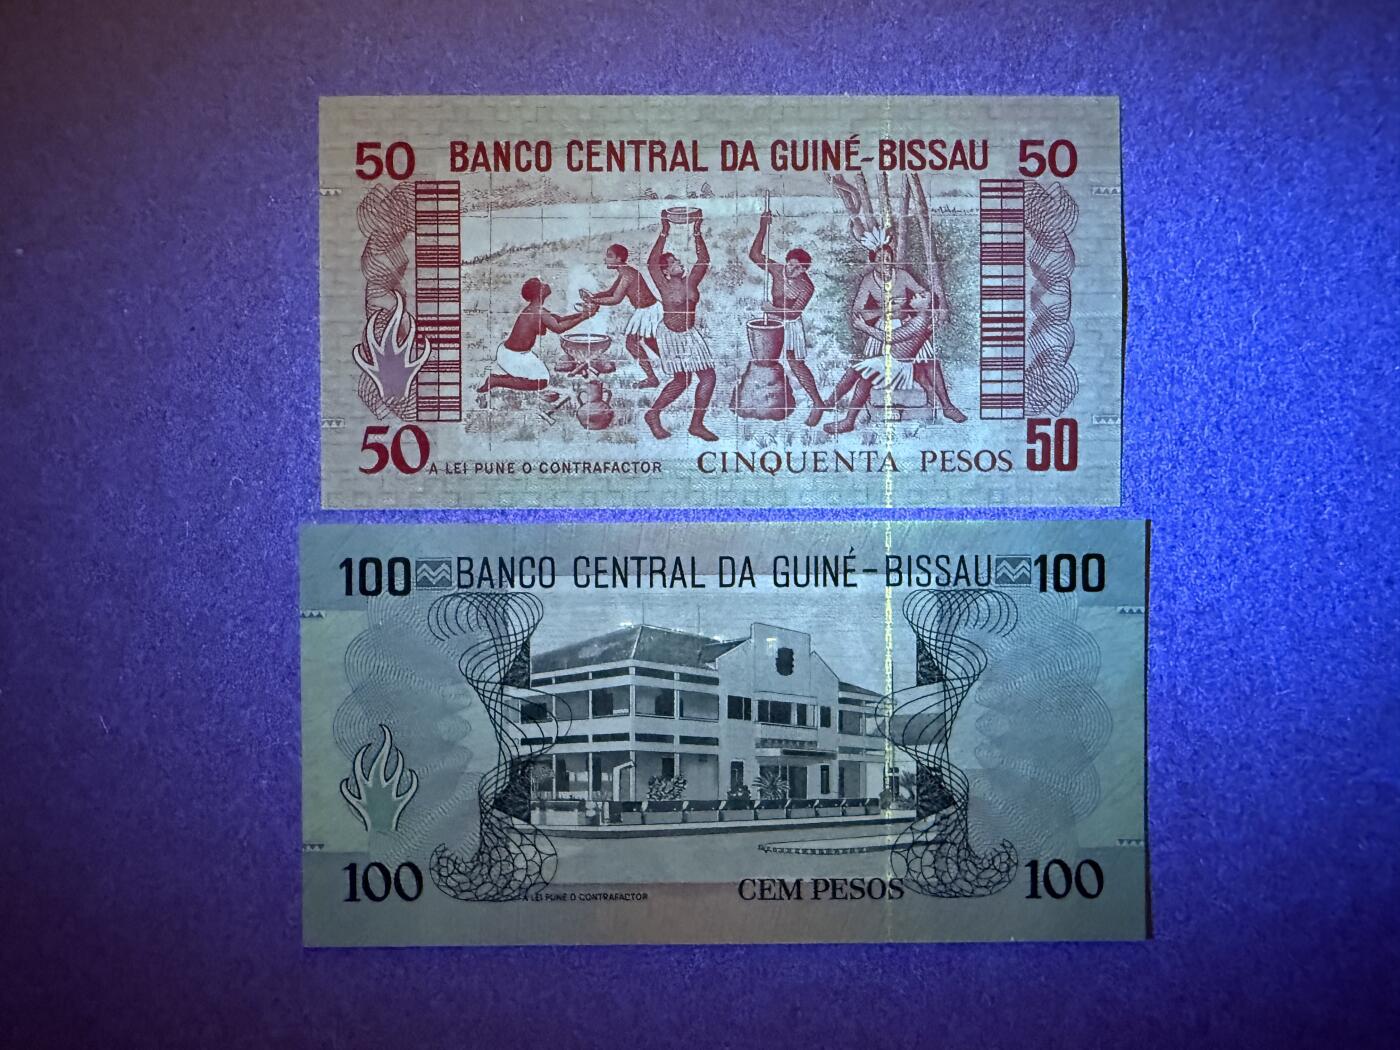 50 BANCO CENTRAL DA GUINÉ-BISSAU 50
50 A LEI PUNE O CONTRAFACTOR CINQUENTA PESOS 50
100 BANCO CENTRAL DA GUINÉ-BISSAU 100
100 A LEI PUNE O CONTRAFACTOR CEM PESOS 100